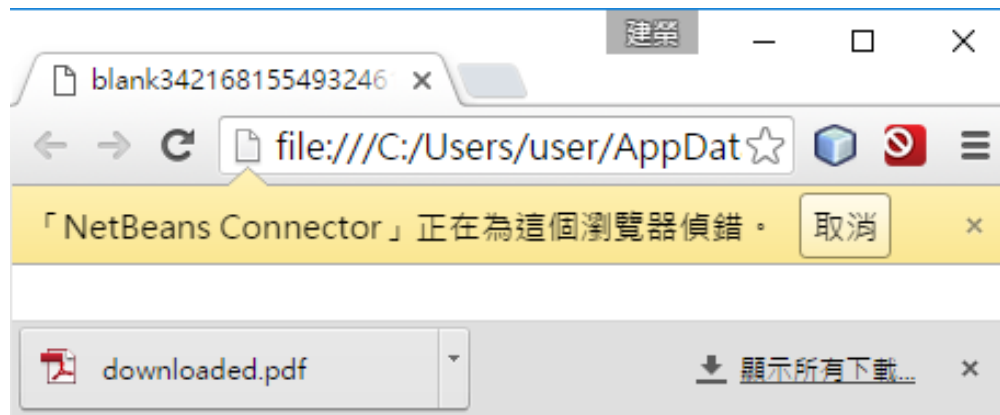 建榮
blank342168155493246
file:///C:/Users/user/AppDat
「NetBeans Connector」正在為這個瀏覽器偵錯。 取消
downloaded.pdf 顯示所有下載...